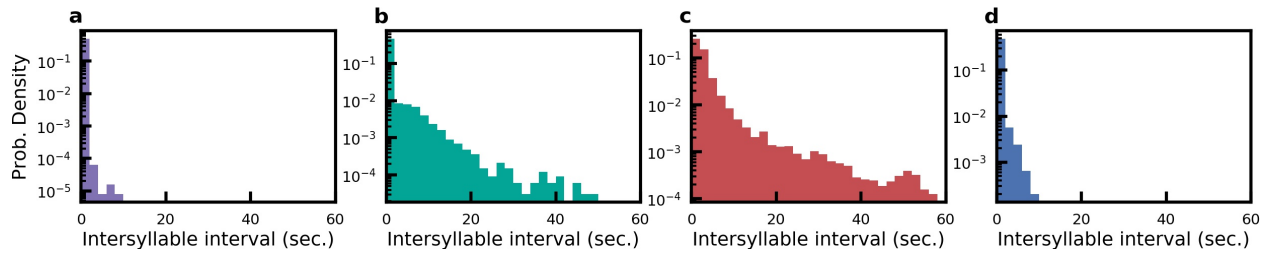 a b c d
Prob. Density
10⁻¹ 10⁻² 10⁻³ 10⁻⁴ 10⁻⁵
0 20 40 60
Intersyllable interval (sec.)
10⁻¹ 10⁻² 10⁻³ 10⁻⁴
0 20 40 60
Intersyllable interval (sec.)
10⁻¹ 10⁻² 10⁻³ 10⁻⁴
0 20 40 60
Intersyllable interval (sec.)
10⁻¹ 10⁻² 10⁻³
0 20 40 60
Intersyllable interval (sec.)